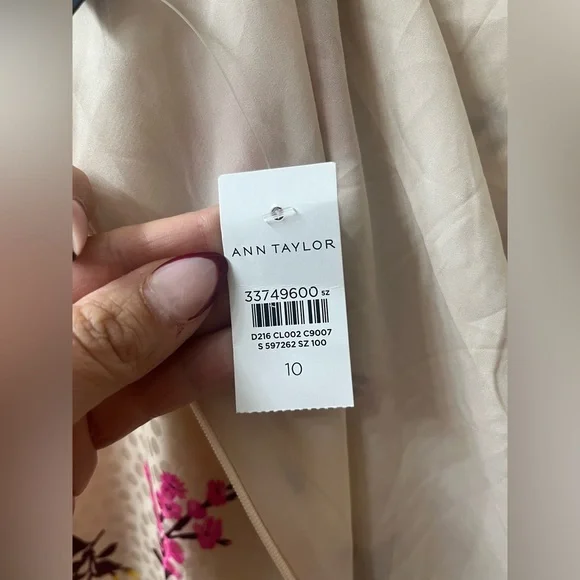 ANN TAYLOR
33749600 SZ
D216 CL002 C9007
S 597262 SZ 100
10